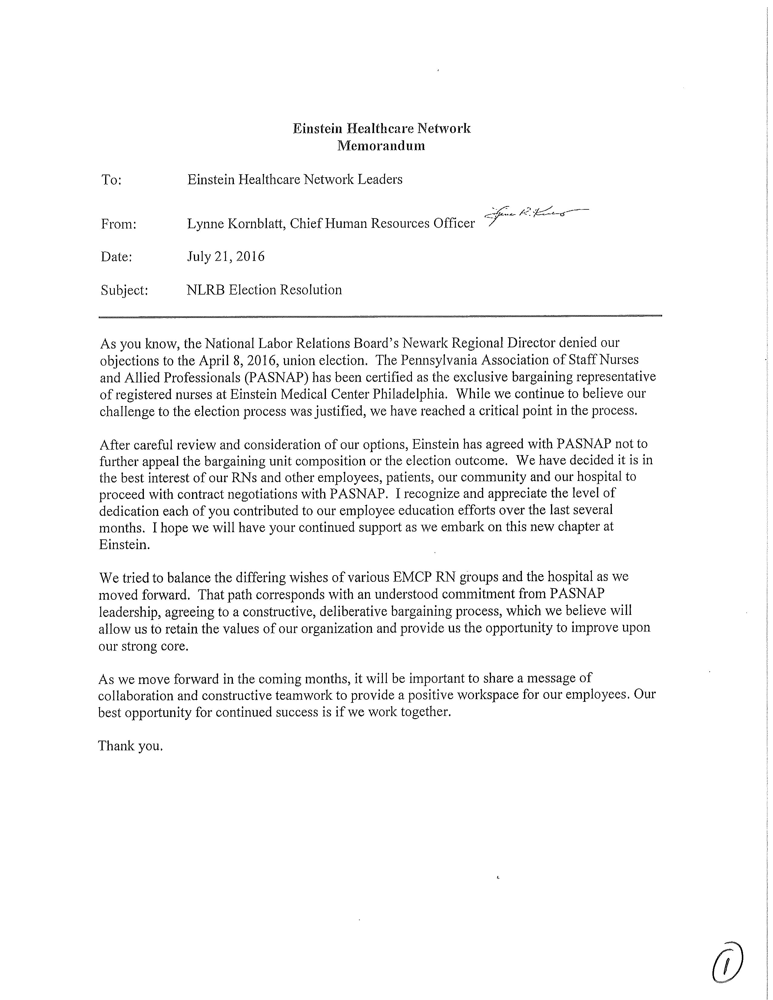 Einstein Healthcare Network
Memorandum
To: Einstein Healthcare Network Leaders
From: Lynne Kornblatt, Chief Human Resources Officer
Date: July 21, 2016
Subject: NLRB Election Resolution
As you know, the National Labor Relations Board's Newark Regional Director denied our
objections to the April 8, 2016, union election. The Pennsylvania Association of Staff Nurses
and Allied Professionals (PASNAP) has been certified as the exclusive bargaining representative
of registered nurses at Einstein Medical Center Philadelphia. While we continue to believe our
challenge to the election process was justified, we have reached a critical point in the process.
After careful review and consideration of our options, Einstein has agreed with PASNAP not to
further appeal the bargaining unit composition or the election outcome. We have decided it is in
the best interest of our RNs and other employees, patients, our community and our hospital to
proceed with contract negotiations with PASNAP. I recognize and appreciate the level of
dedication each of you contributed to our employee education efforts over the last several
months. I hope we will have your continued support as we embark on this new chapter at
Einstein.
We tried to balance the differing wishes of various EMCP RN groups and the hospital as we
moved forward. That path corresponds with an understood commitment from PASNAP
leadership, agreeing to a constructive, deliberative bargaining process, which we believe will
allow us to retain the values of our organization and provide us the opportunity to improve upon
our strong core.
As we move forward in the coming months, it will be important to share a message of
collaboration and constructive teamwork to provide a positive workspace for our employees. Our
best opportunity for continued success is if we work together.
Thank you.
1